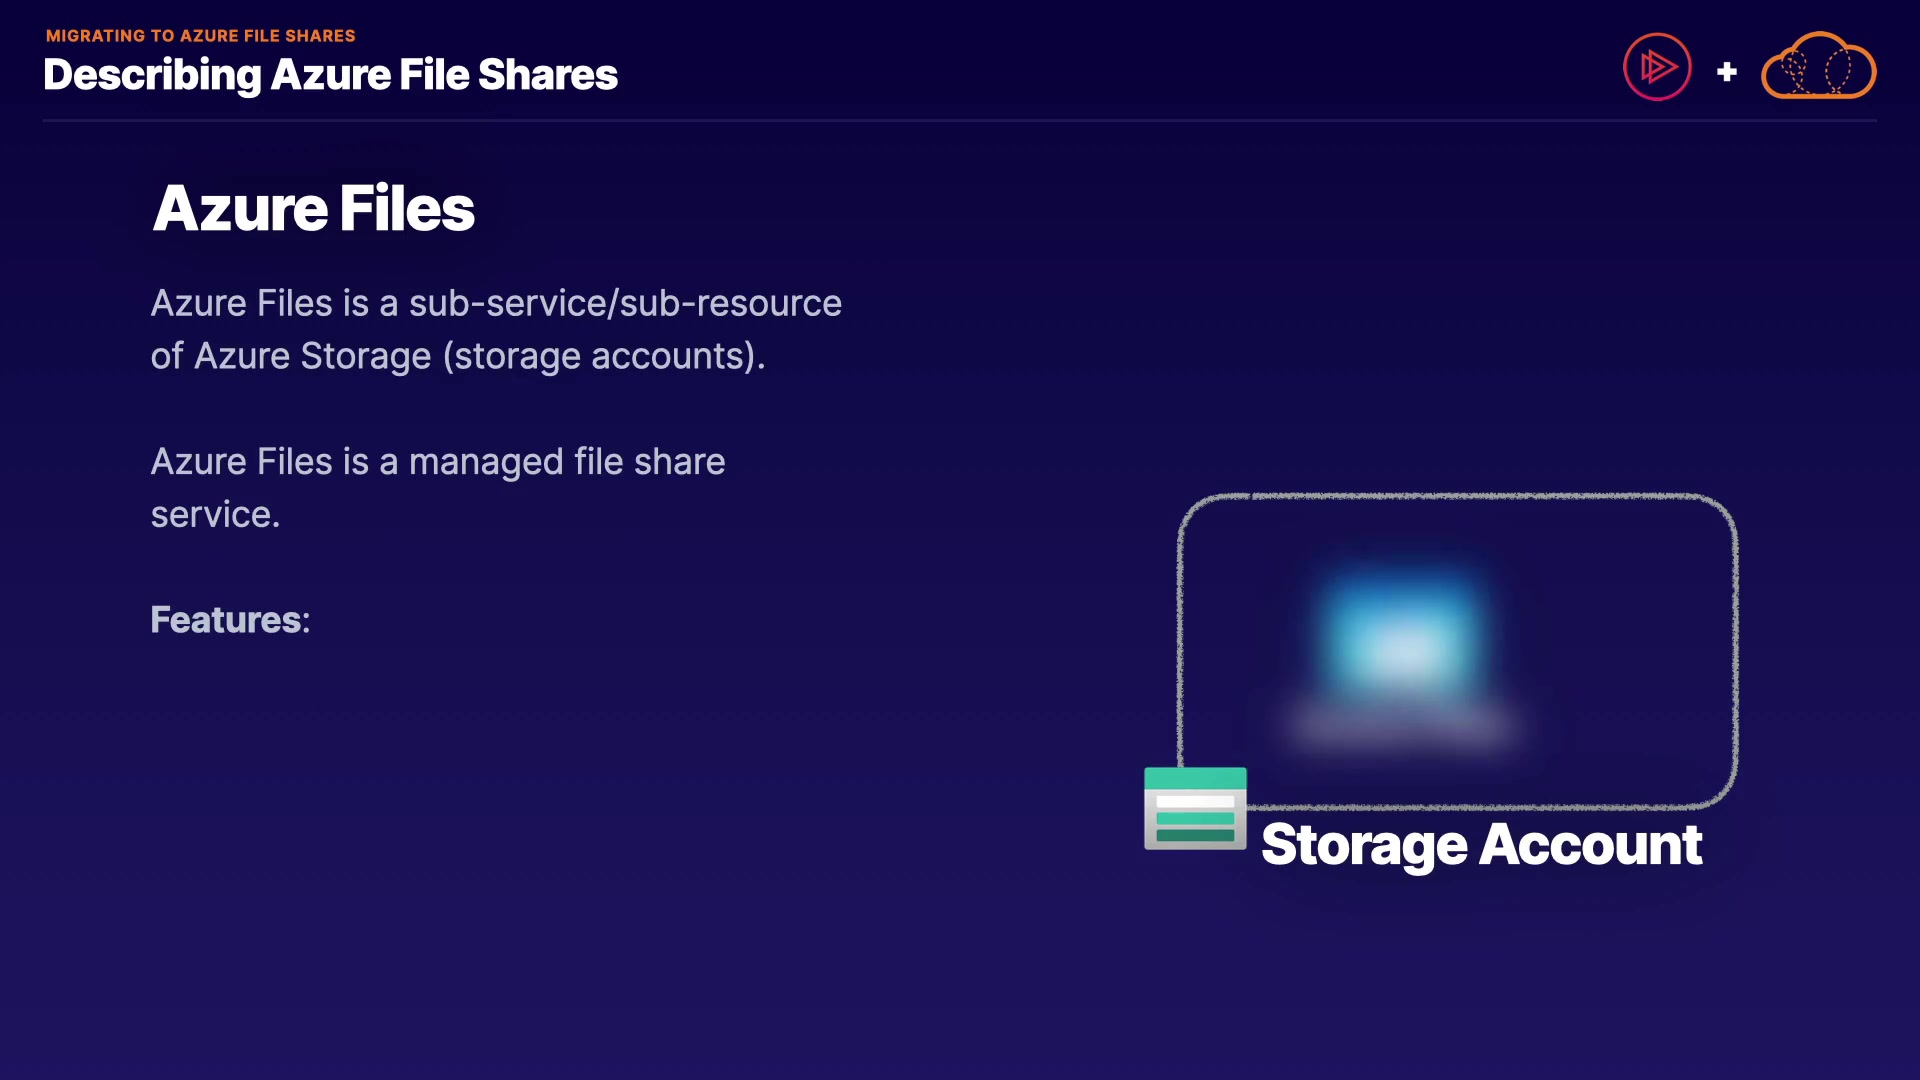 MIGRATING TO AZURE FILE SHARES
Describing Azure File Shares
Azure Files
Azure Files is a sub-service/sub-resource
of Azure Storage (storage accounts).
Azure Files is a managed file share
service.
Features:
Storage Account